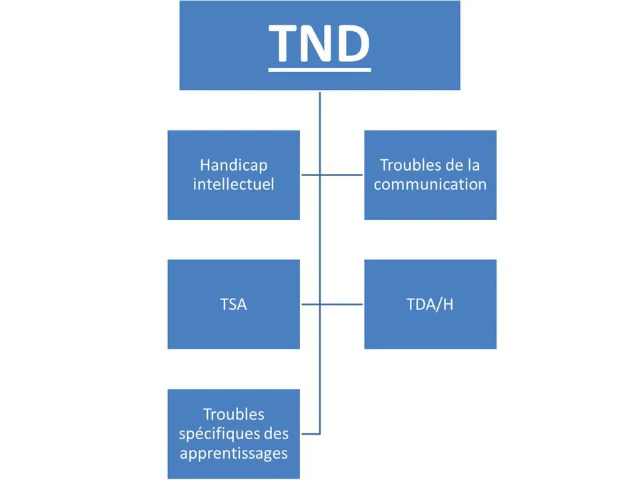 TND
Handicap
intellectuel
Troubles de la
communication
TSA
TDA/H
Troubles
spécifiques des
apprentissages